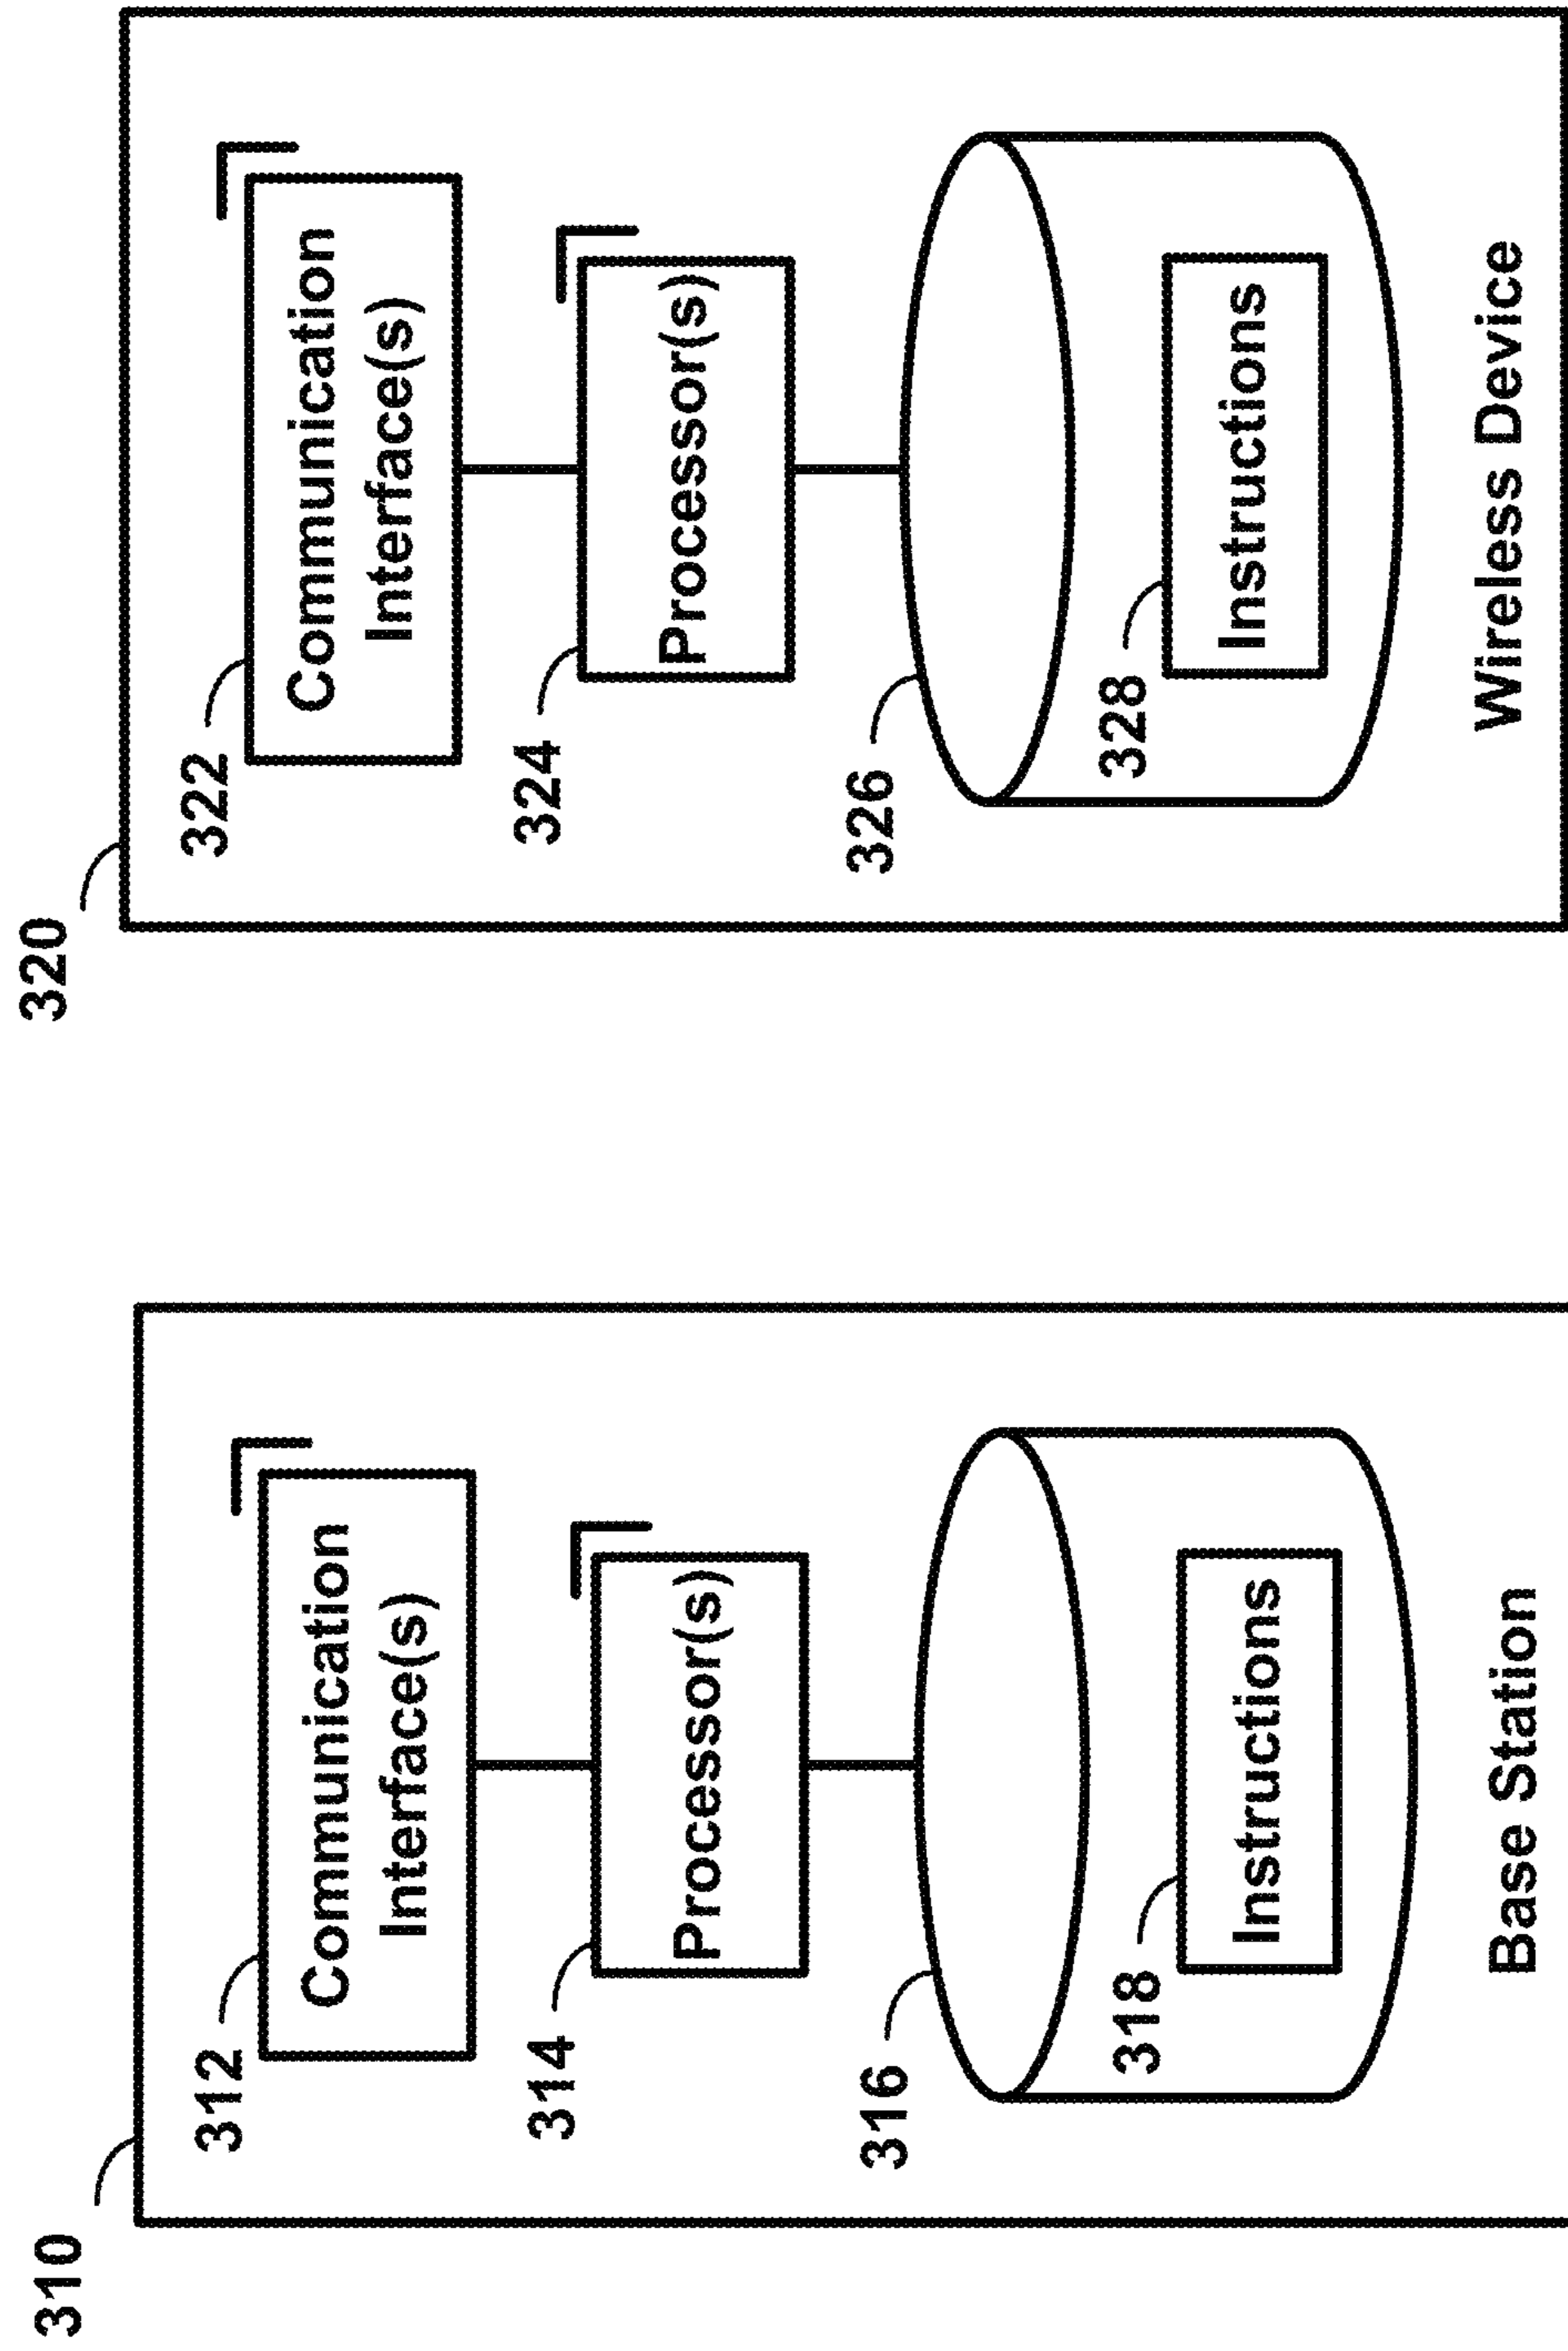 310
312
Communication
Interface(s)
314
Processor(s)
316
318
Instructions
Base Station
320
322
Communication
Interface(s)
324
Processor(s)
326
328
Instructions
Wireless Device